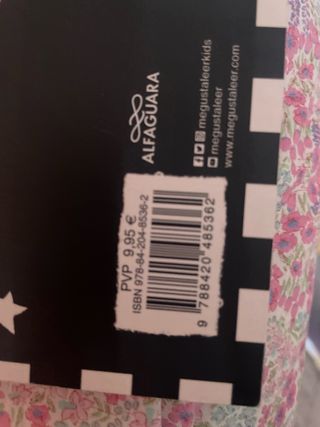 ALFAGUARA
megustaleerkids
megustaleer
www.megustaleer.com
PVP 9,95 €
ISBN 978-84-204-8536-2
9 788420 485362